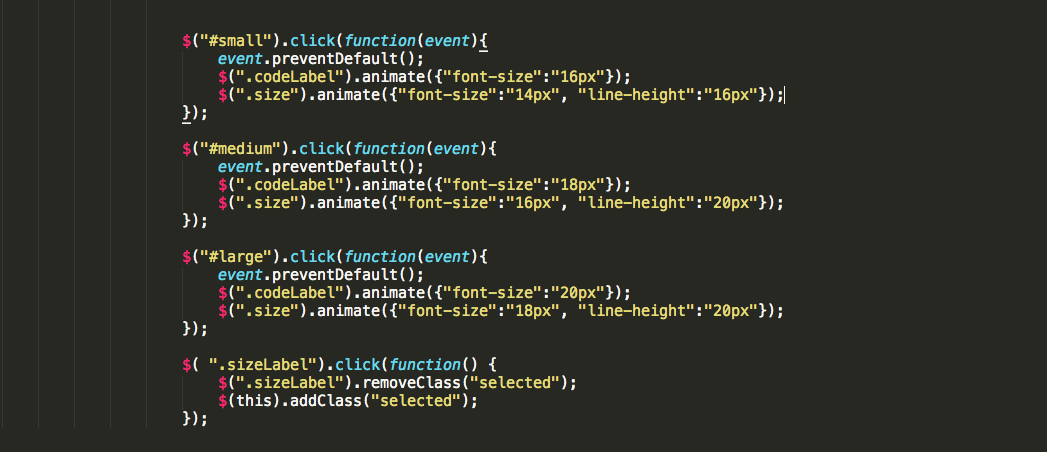 $("#small").click(function(event){
event.preventDefault();
$(".codeLabel").animate({"font-size":"16px"});
$(".size").animate({"font-size":"14px", "line-height":"16px"});
});
$("#medium").click(function(event){
event.preventDefault();
$(".codeLabel").animate({"font-size":"18px"});
$(".size").animate({"font-size":"16px", "line-height":"20px"});
});
$("#large").click(function(event){
event.preventDefault();
$(".codeLabel").animate({"font-size":"20px"});
$(".size").animate({"font-size":"18px", "line-height":"20px"});
});
$( ".sizeLabel").click(function() {
$(".sizeLabel").removeClass("selected");
$(this).addClass("selected");
});